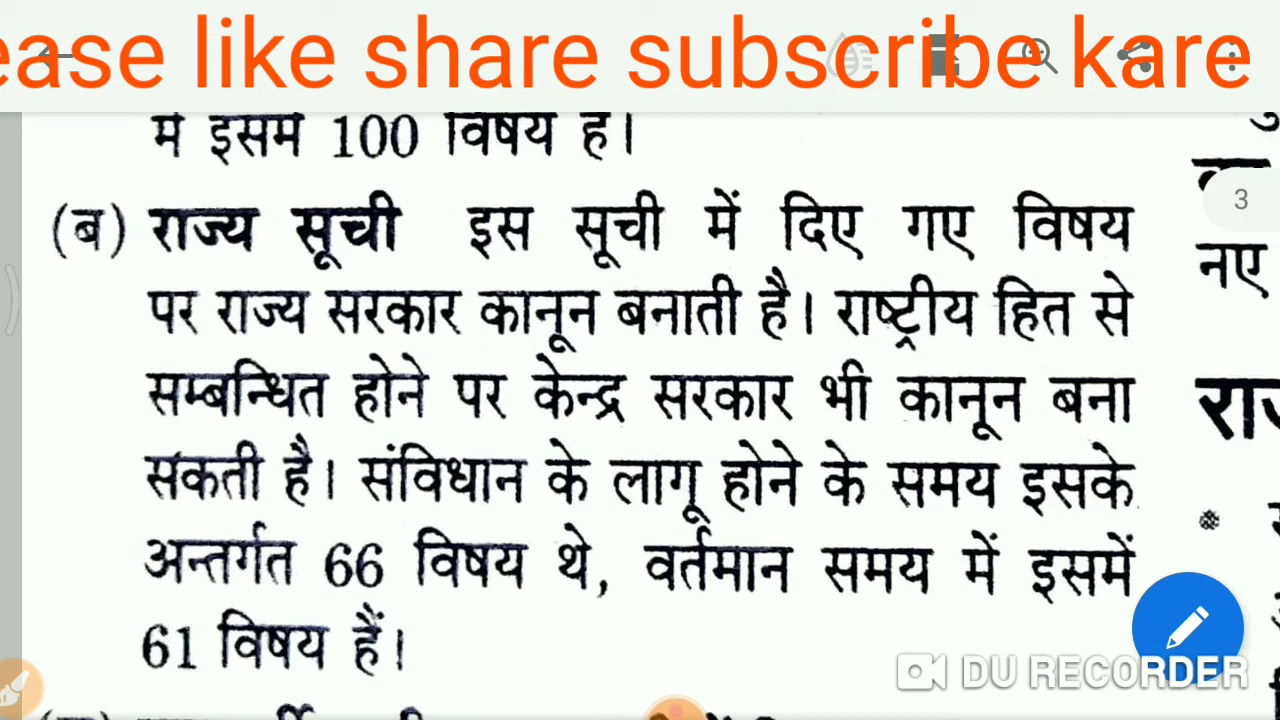 ease like share subscribe kare
में इसमें 100 विषय हैं।
3
(ब) राज्य सूची इस सूची में दिए गए विषय
पर राज्य सरकार कानून बनाती है। राष्ट्रीय हित से
सम्बन्धित होने पर केन्द्र सरकार भी कानून बना
सकती है। संविधान के लागू होने के समय इसके
अन्तर्गत 66 विषय थे, वर्तमान समय में इसमें
61 विषय हैं।
नए
DU RECORDER